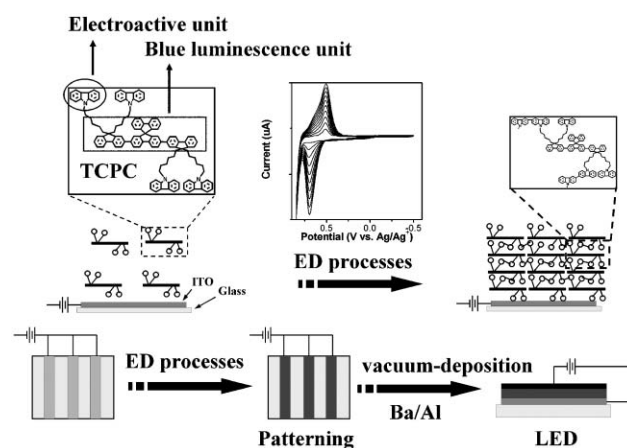 Electroactive unit
Blue luminescence unit
N
N
TCPC
N
N
Current (uA)
0.5
0.0
-0.5
Potential (V vs. Ag/Ag+
ED processes
ITO
Glass
ED processes
vacuum-deposition
Ba/Al
Patterning
LED